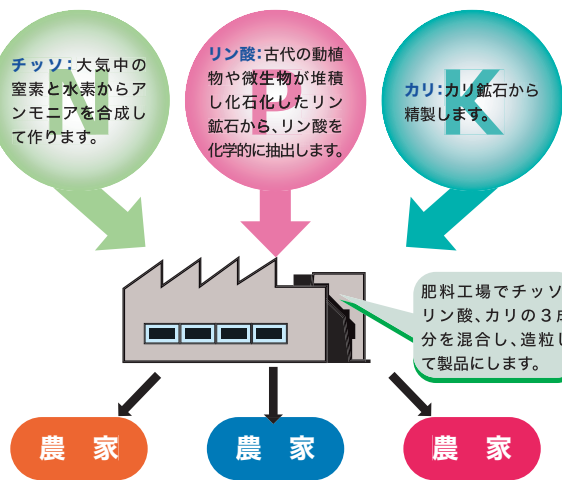 N
チッソ：大気中の
窒素と水素からア
ンモニアを合成し
て作ります。
P
リン酸：古代の動植
物や微生物が堆積
し化石化したリン
鉱石から、リン酸を
化学的に抽出します。
K
カリ：カリ鉱石から
精製します。
肥料工場でチッソ
リン酸、カリの３成
分を混合し、造粒し
て製品にします。
農家
農家
農家